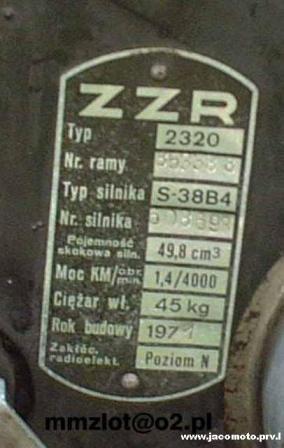 ZZR
Typ 2320
Nr. ramy
Typ silnika S-38B4
Nr. silnika
Pojemność skokowa siln. 49,8 cm³
Moc KM/obr. min. 1,4/4000
Ciężar wł. 45 kg
Rok budowy 197
Zakłóc. radioelekt. Poziom N
mmzlot@o2.pl
www.jacomoto.prv.l